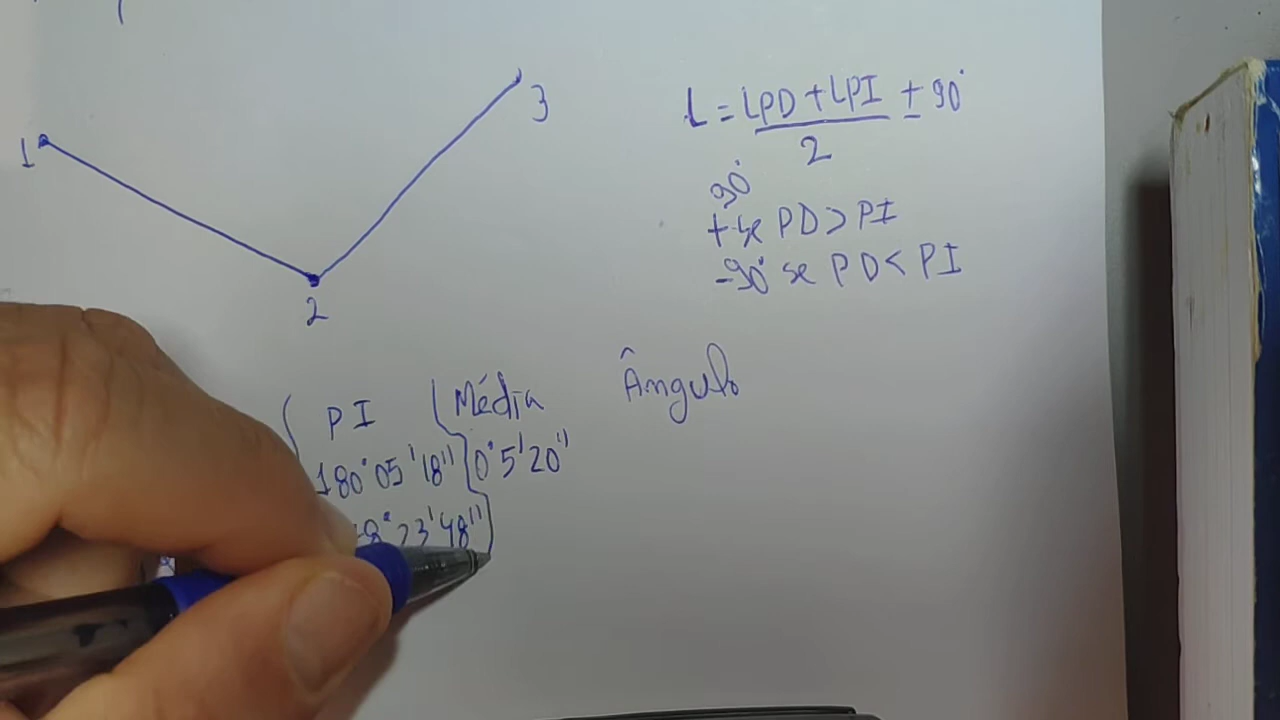 1
3
2
L = LPD + LPI ± 90°
2
90°
+ se PD > PI
-90° se PD < PI
PI Média Ângulo
180°05'18" 0°5'20"
8°23'48"